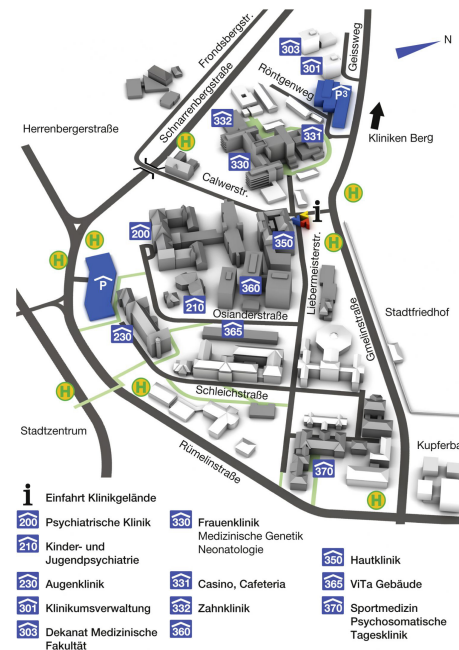 Frondsbergstr.
Schnarrenbergstraße
Geissweg
303
301
N
Röntgenweg
P3
332
331
330
Kliniken Berg
Herrenbergerstraße
H
Calwerstr.
i
H
H
H
H
200
350
Liebermeisterstr.
Gmelinstraße
P
360
210
Osianderstraße
Stadtfriedhof
230
365
H
Schleichstraße
H
Stadtzentrum
Rümelinstraße
370
Kupferba
H
i Einfahrt Klinikgelände
200 Psychiatrische Klinik
210 Kinder- und
Jugendpsychiatrie
230 Augenklinik
301 Klinikumsverwaltung
303 Dekanat Medizinische
Fakultät
330 Frauenklinik
Medizinische Genetik
Neonatologie
331 Casino, Cafeteria
332 Zahnklinik
360
350 Hautklinik
365 ViTa Gebäude
370 Sportmedizin
Psychosomatische
Tagesklinik